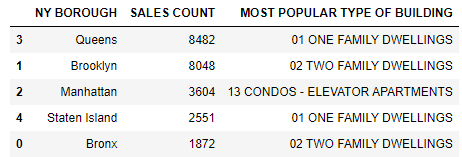 NY BOROUGH SALES COUNT MOST POPULAR TYPE OF BUILDING
3 Queens 8482 01 ONE FAMILY DWELLINGS
1 Brooklyn 8048 02 TWO FAMILY DWELLINGS
2 Manhattan 3604 13 CONDOS - ELEVATOR APARTMENTS
4 Staten Island 2551 01 ONE FAMILY DWELLINGS
0 Bronx 1872 02 TWO FAMILY DWELLINGS